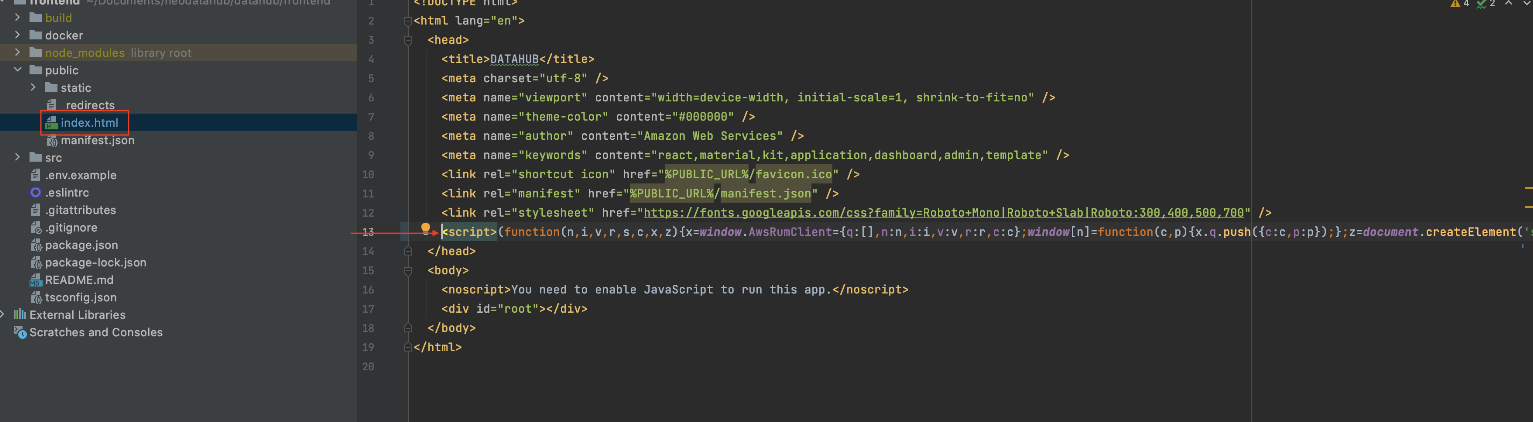 frontend ~/Documents/neodatahub/datahub/frontend
build
docker
node_modules library root
public
static
_redirects
index.html
manifest.json
src
.env.example
.eslintrc
.gitattributes
.gitignore
package.json
package-lock.json
README.md
tsconfig.json
External Libraries
Scratches and Consoles
4 2
1 <!DOCTYPE html>
2 <html lang="en">
3 <head>
4 <title>DATAHUB</title>
5 <meta charset="utf-8" />
6 <meta name="viewport" content="width=device-width, initial-scale=1, shrink-to-fit=no" />
7 <meta name="theme-color" content="#000000" />
8 <meta name="author" content="Amazon Web Services" />
9 <meta name="keywords" content="react,material,kit,application,dashboard,admin,template" />
10 <link rel="shortcut icon" href="%PUBLIC_URL%/favicon.ico" />
11 <link rel="manifest" href="%PUBLIC_URL%/manifest.json" />
12 <link rel="stylesheet" href="https://fonts.googleapis.com/css?family=Roboto+Mono|Roboto+Slab|Roboto:300,400,500,700" />
13 <script>(function(n,i,v,r,s,c,x,z){x=window.AwsRumClient={q:[],n:n,i:i,v:v,r:r,c:c};window[n]=function(c,p){x.q.push({c:c,p:p});};z=document.createElement('s
14 </head>
15 <body>
16 <noscript>You need to enable JavaScript to run this app.</noscript>
17 <div id="root"></div>
18 </body>
19 </html>
20